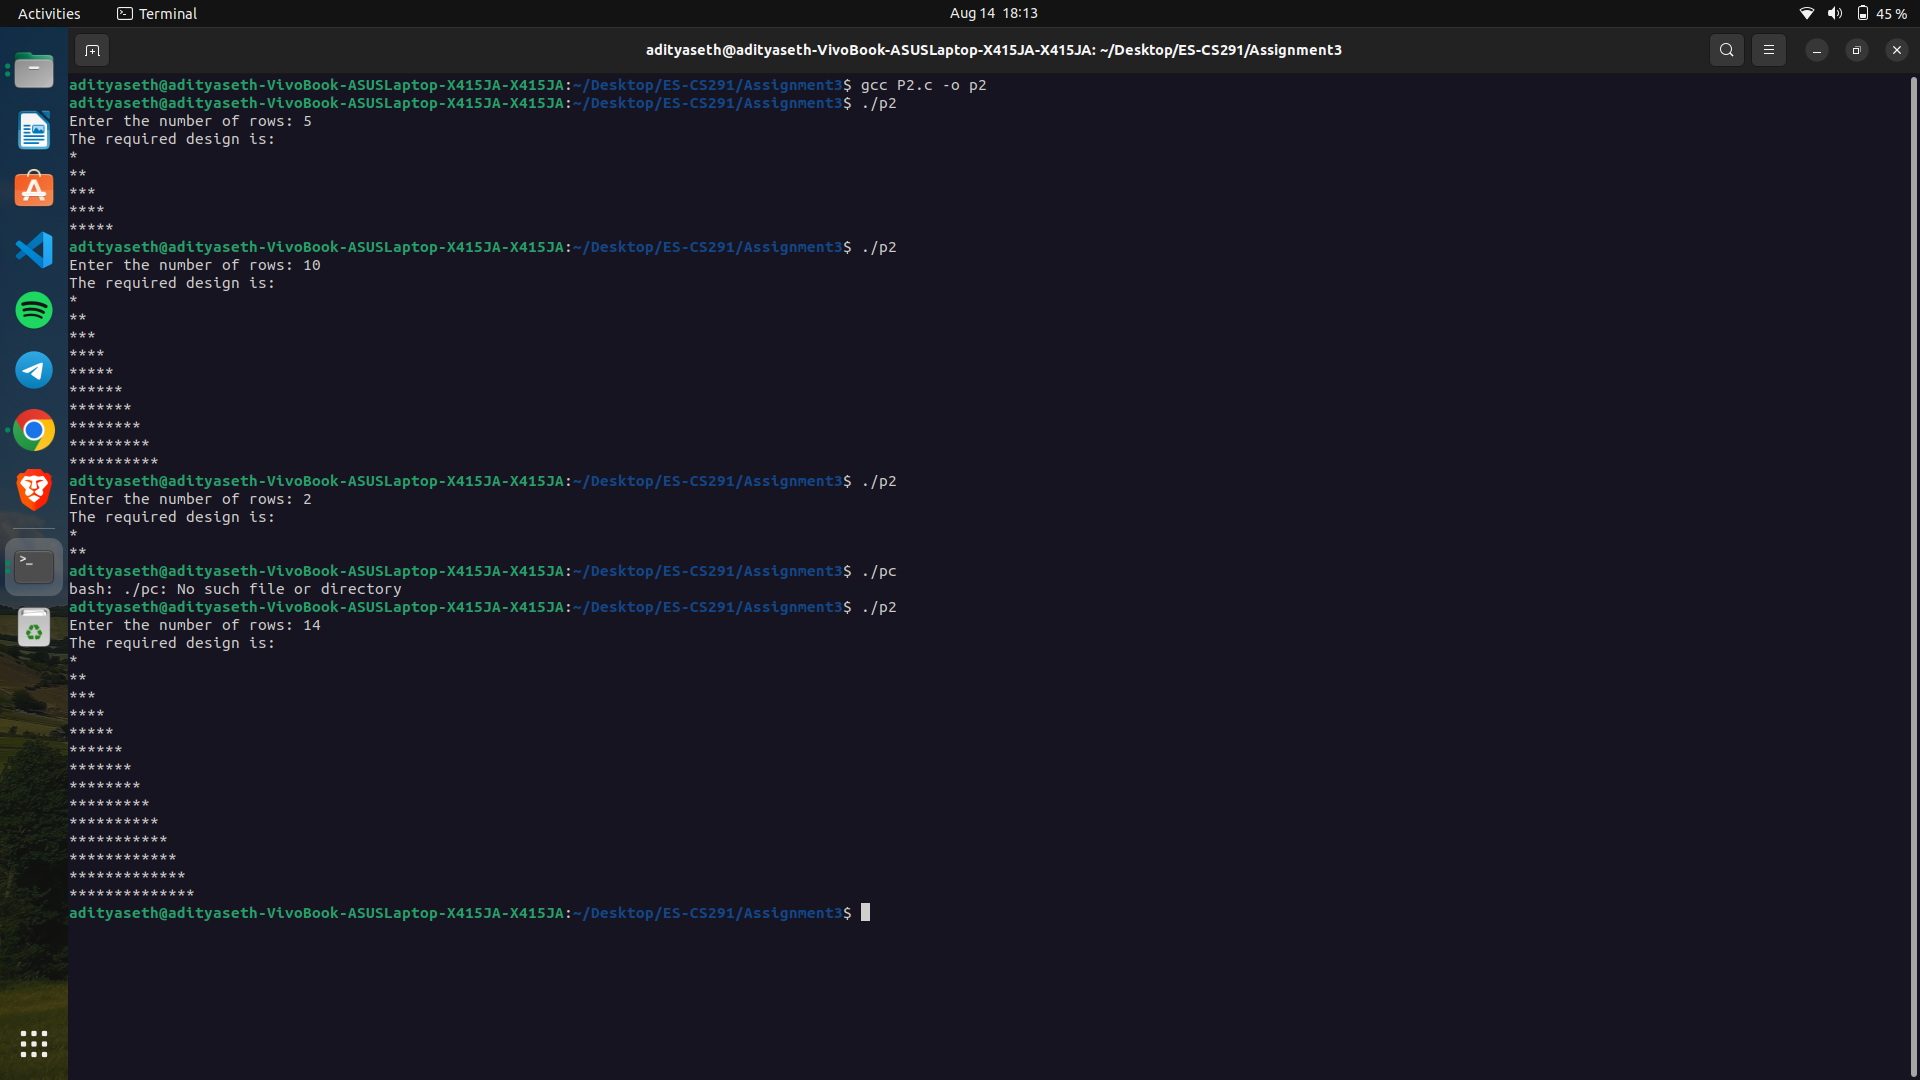 Activities Terminal Aug 14 18:13 45 %
adityaseth@adityaseth-VivoBook-ASUSLaptop-X415JA-X415JA: ~/Desktop/ES-CS291/Assignment3
adityaseth@adityaseth-VivoBook-ASUSLaptop-X415JA-X415JA:~/Desktop/ES-CS291/Assignment3$ gcc P2.c -o p2
adityaseth@adityaseth-VivoBook-ASUSLaptop-X415JA-X415JA:~/Desktop/ES-CS291/Assignment3$ ./p2
Enter the number of rows: 5
The required design is:
*
**
***
****
*****
adityaseth@adityaseth-VivoBook-ASUSLaptop-X415JA-X415JA:~/Desktop/ES-CS291/Assignment3$ ./p2
Enter the number of rows: 10
The required design is:
*
**
***
****
*****
******
*******
********
*********
**********
adityaseth@adityaseth-VivoBook-ASUSLaptop-X415JA-X415JA:~/Desktop/ES-CS291/Assignment3$ ./p2
Enter the number of rows: 2
The required design is:
*
**
adityaseth@adityaseth-VivoBook-ASUSLaptop-X415JA-X415JA:~/Desktop/ES-CS291/Assignment3$ ./pc
bash: ./pc: No such file or directory
adityaseth@adityaseth-VivoBook-ASUSLaptop-X415JA-X415JA:~/Desktop/ES-CS291/Assignment3$ ./p2
Enter the number of rows: 14
The required design is:
*
**
***
****
*****
******
*******
********
*********
**********
***********
************
*************
**************
adityaseth@adityaseth-VivoBook-ASUSLaptop-X415JA-X415JA:~/Desktop/ES-CS291/Assignment3$